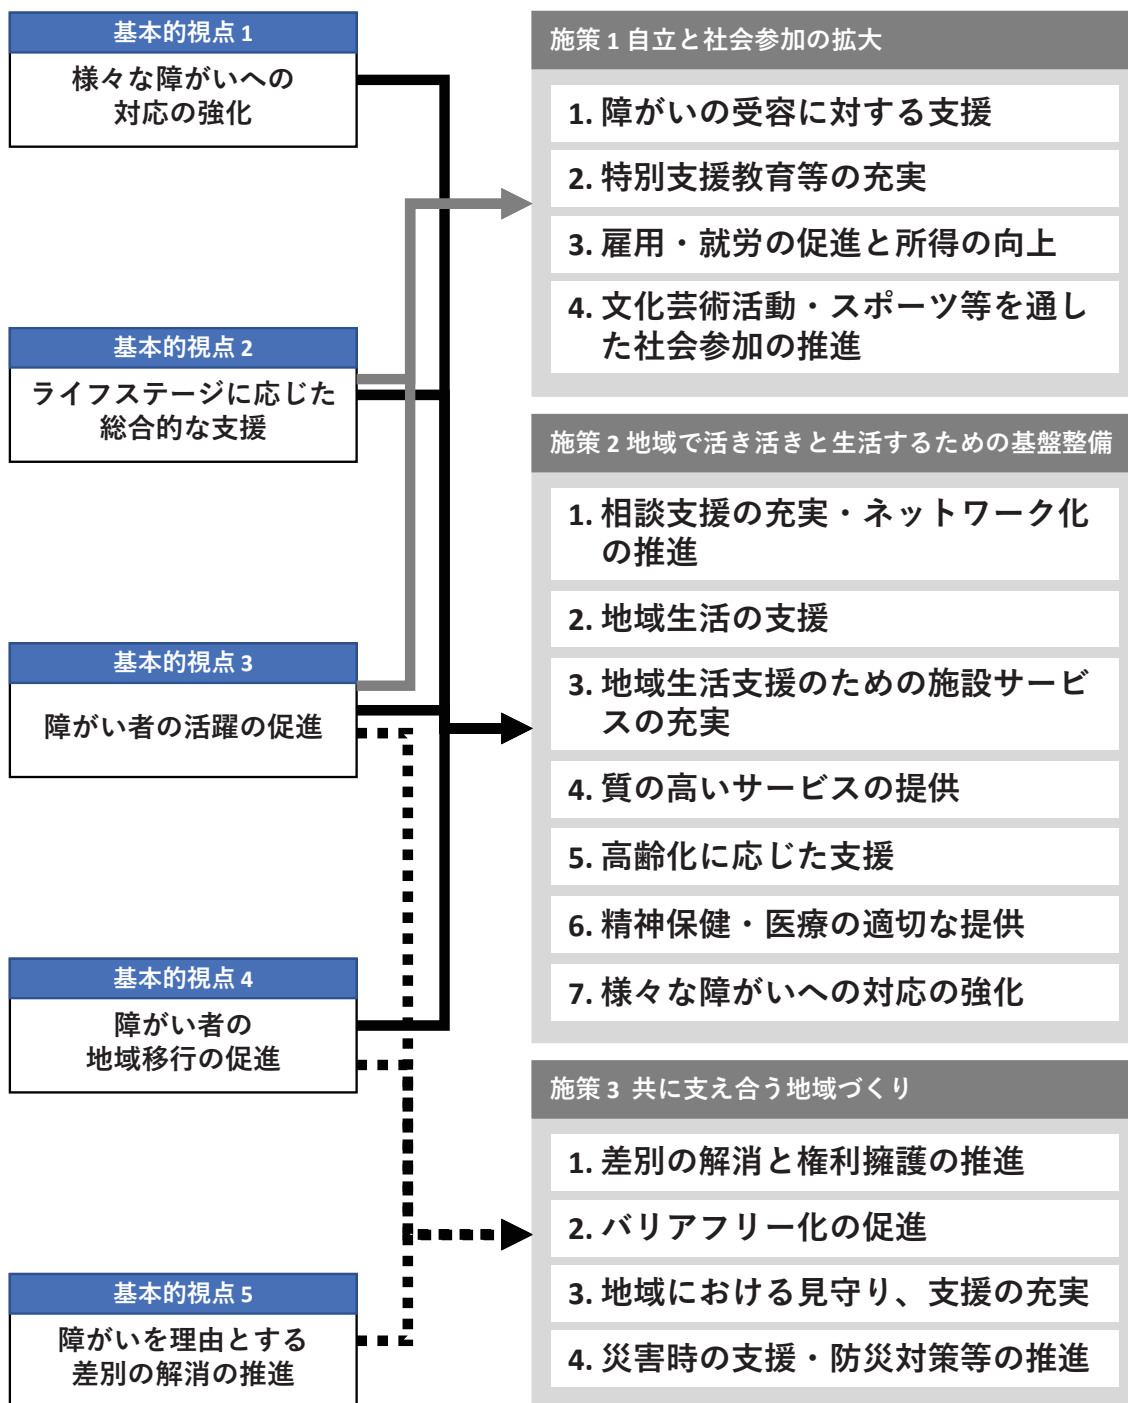 基本的視点 1
様々な障がいへの
対応の強化
基本的視点 2
ライフステージに応じた
総合的な支援
基本的視点 3
障がい者の活躍の促進
基本的視点 4
障がい者の
地域移行の促進
基本的視点 5
障がいを理由とする
差別の解消の推進
施策 1 自立と社会参加の拡大
1. 障がいの受容に対する支援
2. 特別支援教育等の充実
3. 雇用・就労の促進と所得の向上
4. 文化芸術活動・スポーツ等を通し
た社会参加の推進
施策 2 地域で活き活きと生活するための基盤整備
1. 相談支援の充実・ネットワーク化
の推進
2. 地域生活の支援
3. 地域生活支援のための施設サービ
スの充実
4. 質の高いサービスの提供
5. 高齢化に応じた支援
6. 精神保健・医療の適切な提供
7. 様々な障がいへの対応の強化
施策 3 共に支え合う地域づくり
1. 差別の解消と権利擁護の推進
2. バリアフリー化の促進
3. 地域における見守り、支援の充実
4. 災害時の支援・防災対策等の推進